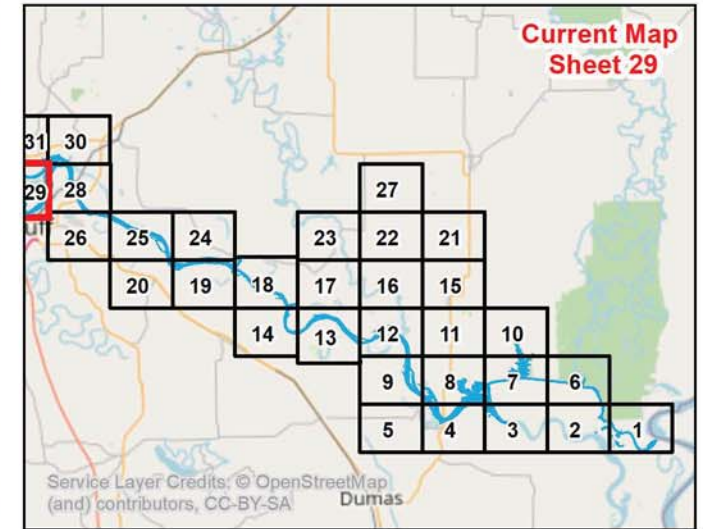 Current Map
Sheet 29
31 30
27
29 28
uff
26 25 24 23 22 21
20 19 18 17 16 15
14 13 12 11 10
9 8 7 6
5 4 3 2 1
Service Layer Credits: © OpenStreetMap
(and) contributors, CC-BY-SA
Dumas